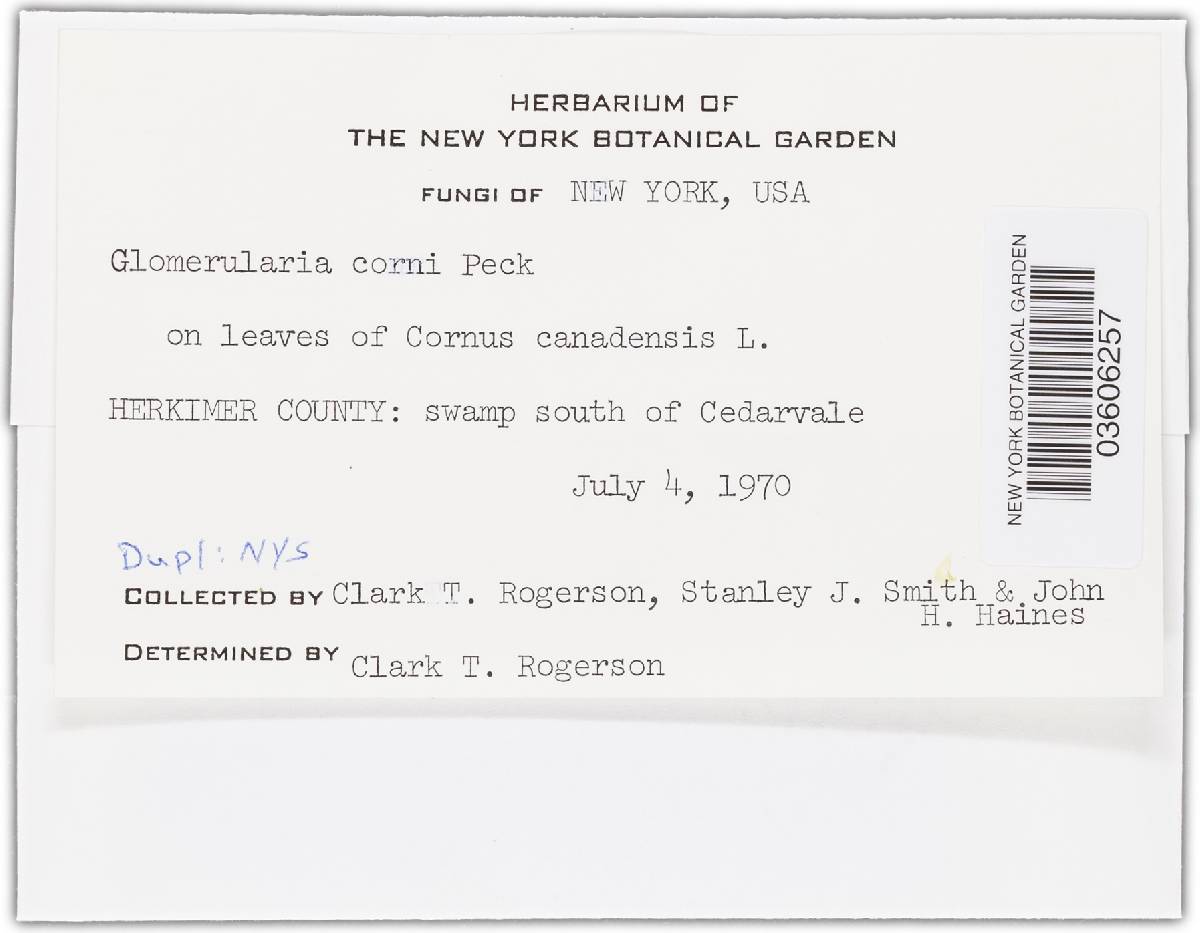 HERBARIUM OF
THE NEW YORK BOTANICAL GARDEN
FUNGI OF NEW YORK, USA
Glomerularia corni Peck
on leaves of Cornus canadensis L.
HERKIMER COUNTY: swamp south of Cedarvale
July 4, 1970
Dupl: NYS
COLLECTED BY Clark T. Rogerson, Stanley J. Smith & John
H. Haines
DETERMINED BY Clark T. Rogerson
NEW YORK BOTANICAL GARDEN
03606257